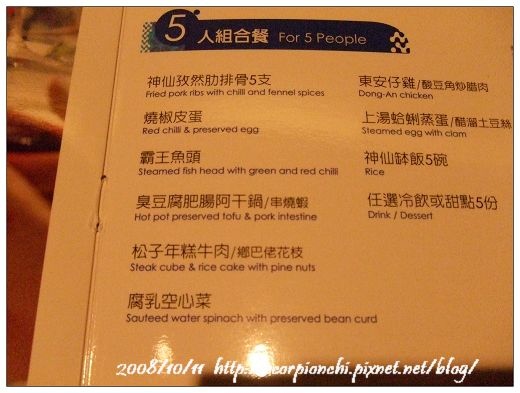 5 人組合餐 For 5 People
神仙孜然肋排骨5支
Fried pork ribs with chilli and fennel spices
燒椒皮蛋
Red chilli & preserved egg
霸王魚頭
Steamed fish head with green and red chilli
臭豆腐肥腸阿干鍋/串燒蝦
Hot pot preserved tofu & pork intestine
松子年糕牛肉/鄉巴佬花枝
Steak cube & rice cake with pine nuts
腐乳空心菜
Sauteed water spinach with preserved bean curd
東安仔雞/酸豆角炒腊肉
Dong-An chicken
上湯蛤蜊蒸蛋/醋溜土豆絲
Steamed egg with clam
神仙缽飯5碗
Rice
任選冷飲或甜點5份
Drink / Dessert
2008/10/11 http://scorpionchi.pixnet.net/blog/